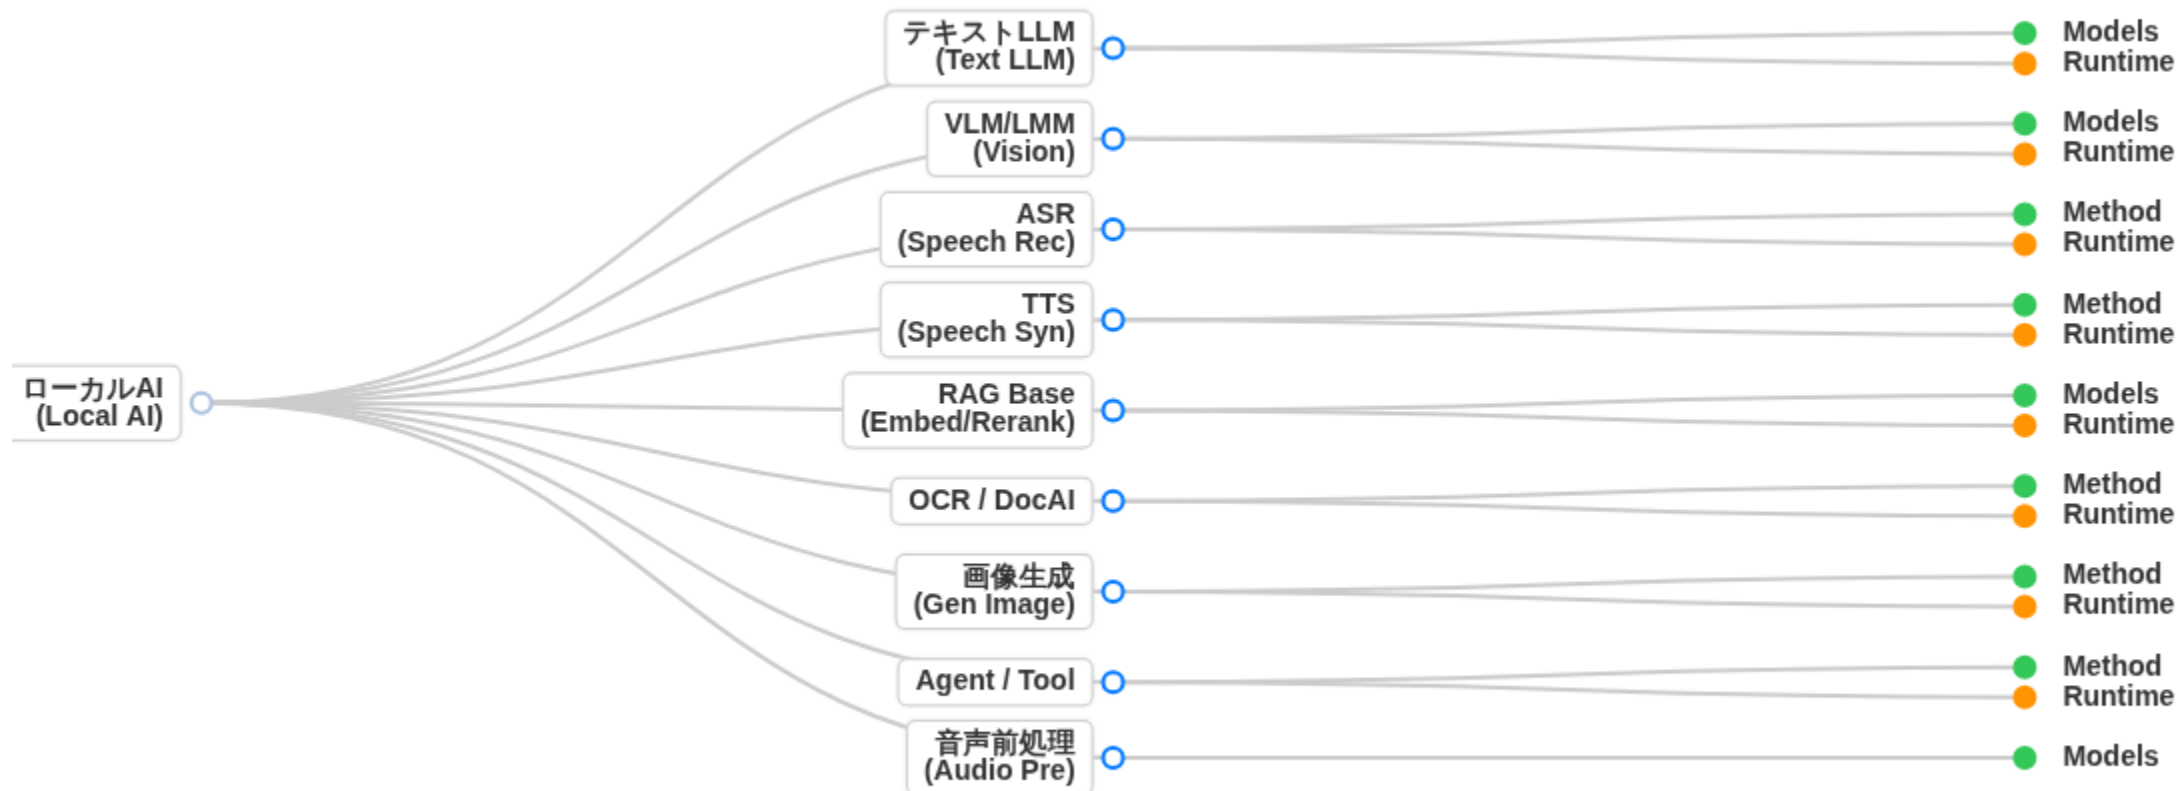 ローカルAI
(Local AI)
テキストLLM
(Text LLM)
Models
Runtime
VLM/LMM
(Vision)
Models
Runtime
ASR
(Speech Rec)
Method
Runtime
TTS
(Speech Syn)
Method
Runtime
RAG Base
(Embed/Rerank)
Models
Runtime
OCR / DocAI
Method
Runtime
画像生成
(Gen Image)
Method
Runtime
Agent / Tool
Method
Runtime
音声前処理
(Audio Pre)
Models